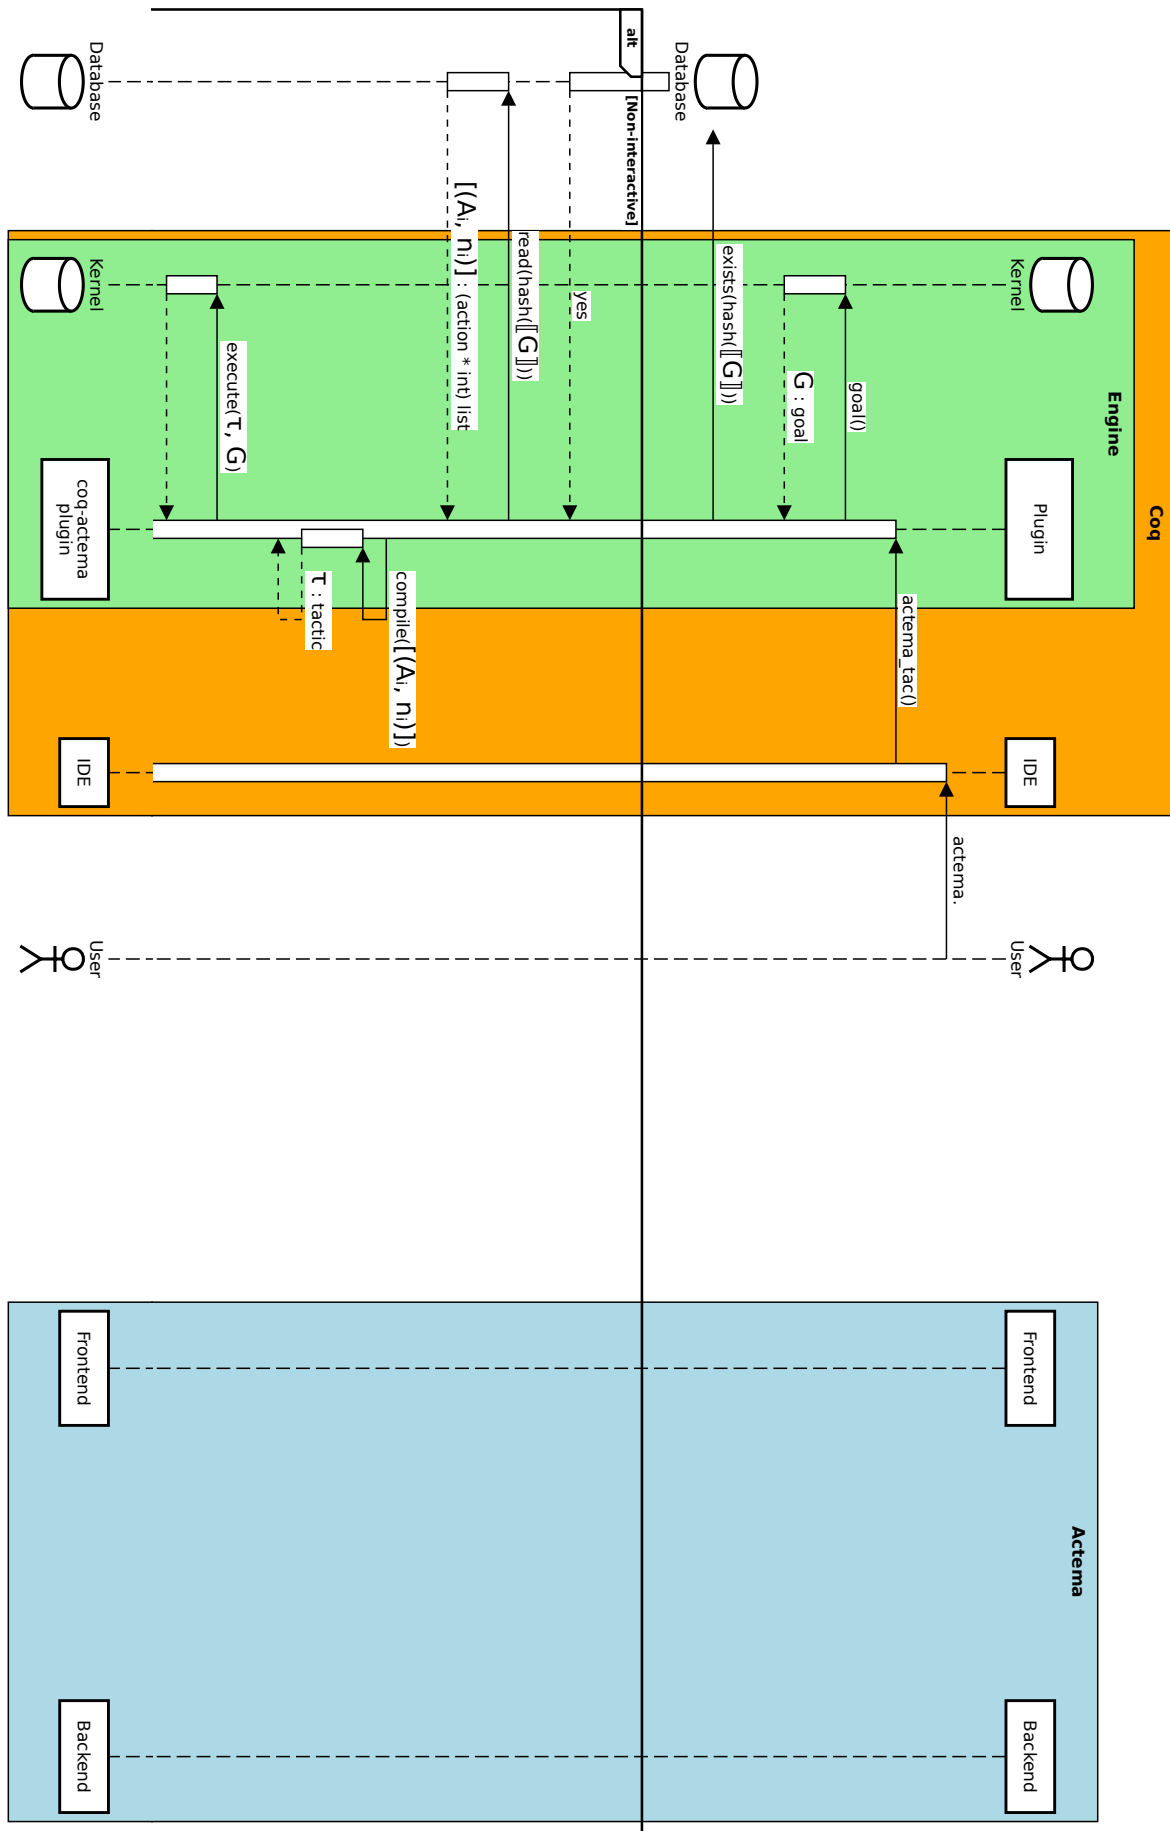 Coq
Actema
Engine
Kernel
Plugin
IDE
User
Frontend
Backend
actema.
actema_tac()
goal()
G : goal
exists(hash(⟦G⟧))
Database
alt
[Non-interactive]
yes
read(hash(⟦G⟧))
[(Aᵢ, nᵢ)] : (action * int) list
compile([(Aᵢ, nᵢ)])
τ : tactic
execute(τ, G)
Database
Kernel
coq-actema
plugin
IDE
User
Frontend
Backend